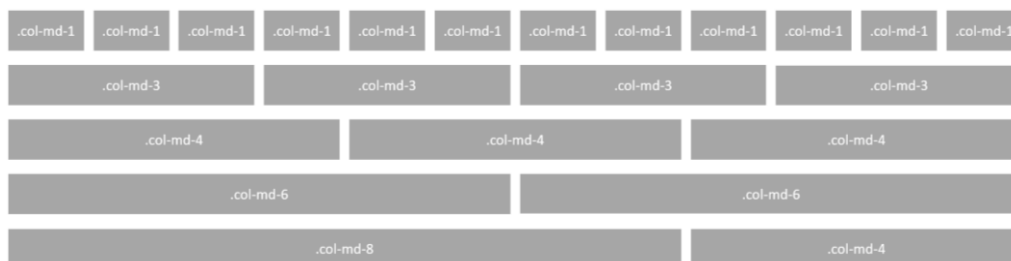 .col-md-1 .col-md-1 .col-md-1 .col-md-1 .col-md-1 .col-md-1 .col-md-1 .col-md-1 .col-md-1 .col-md-1 .col-md-1 .col-md-1
.col-md-3 .col-md-3 .col-md-3 .col-md-3
.col-md-4 .col-md-4 .col-md-4
.col-md-6 .col-md-6
.col-md-8 .col-md-4